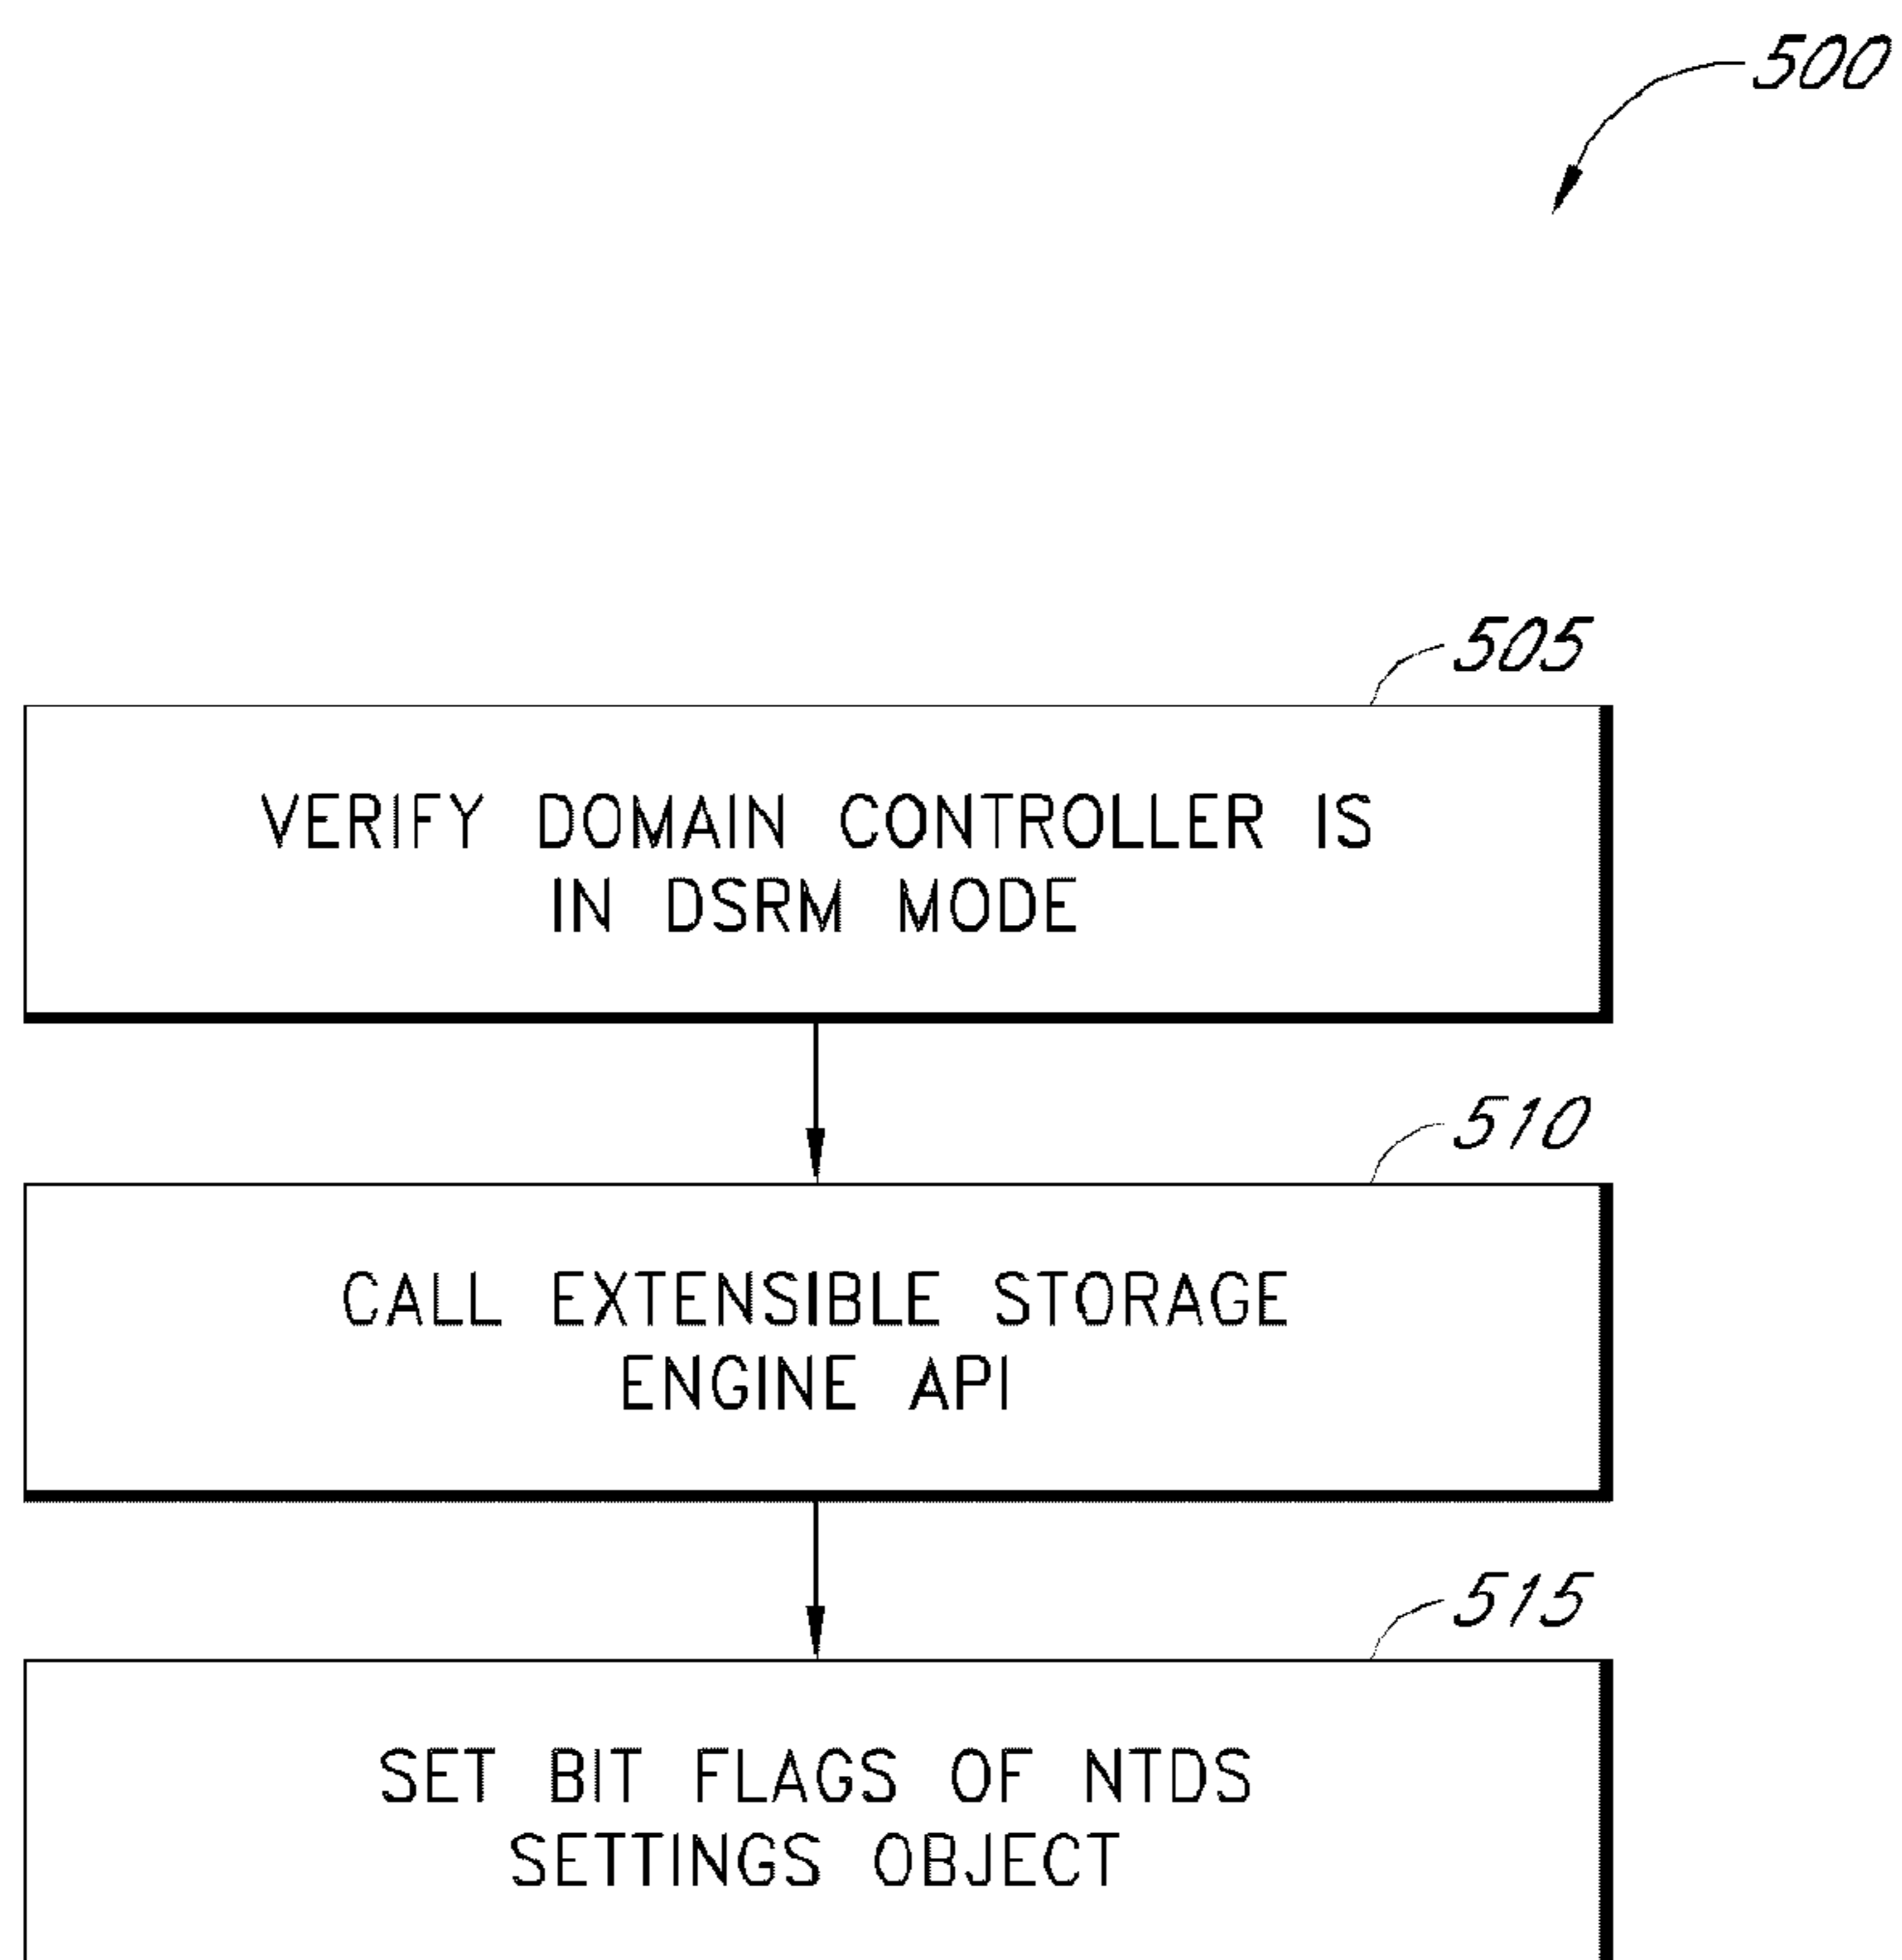 500
505
VERIFY DOMAIN CONTROLLER IS
IN DSRM MODE
510
CALL EXTENSIBLE STORAGE
ENGINE API
515
SET BIT FLAGS OF NTDS
SETTINGS OBJECT